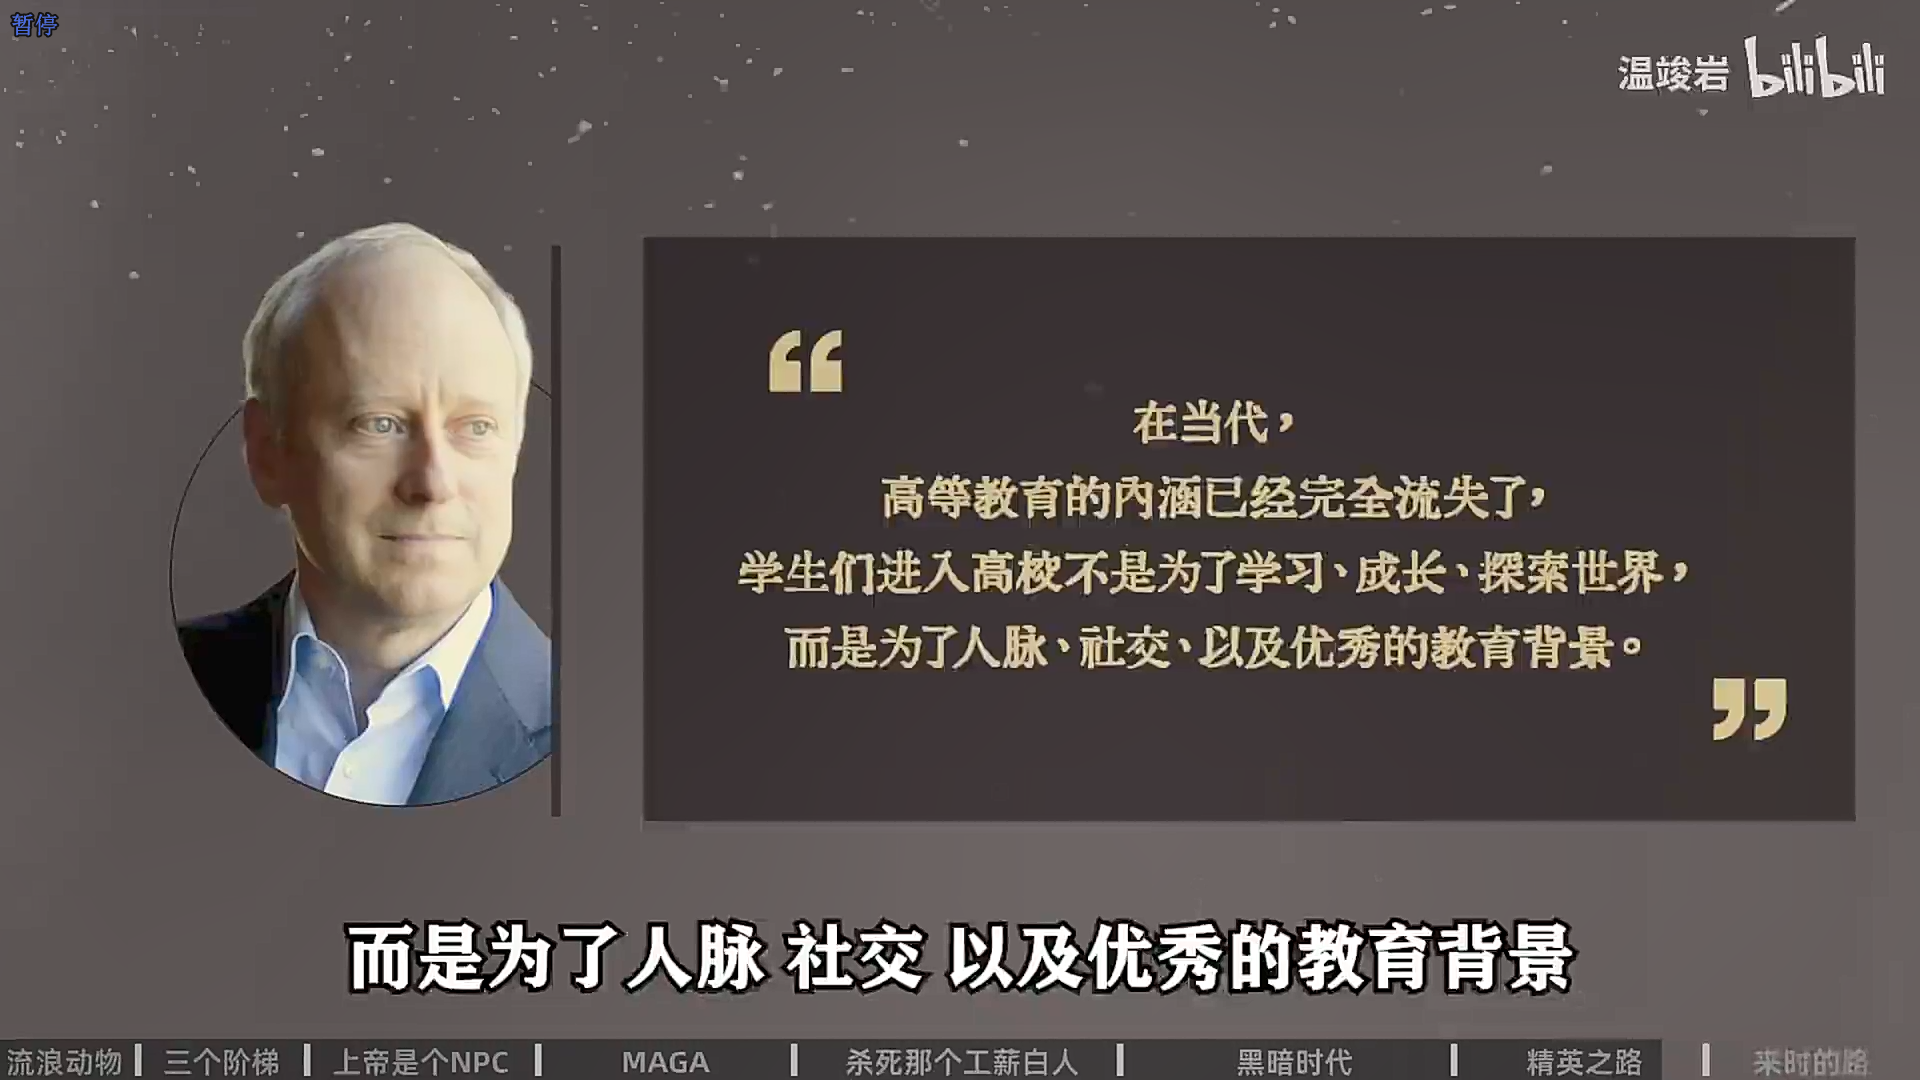 暂停
温竣岩 bilibili
在当代，
高等教育的内涵已经完全流失了，
学生们进入高校不是为了学习、成长、探索世界，
而是为了人脉、社交、以及优秀的教育背景。
而是为了人脉 社交 以及优秀的教育背景
流浪动物 三个阶梯 上帝是个NPC MAGA 杀死那个工薪白人 黑暗时代 精英之路 来时的路